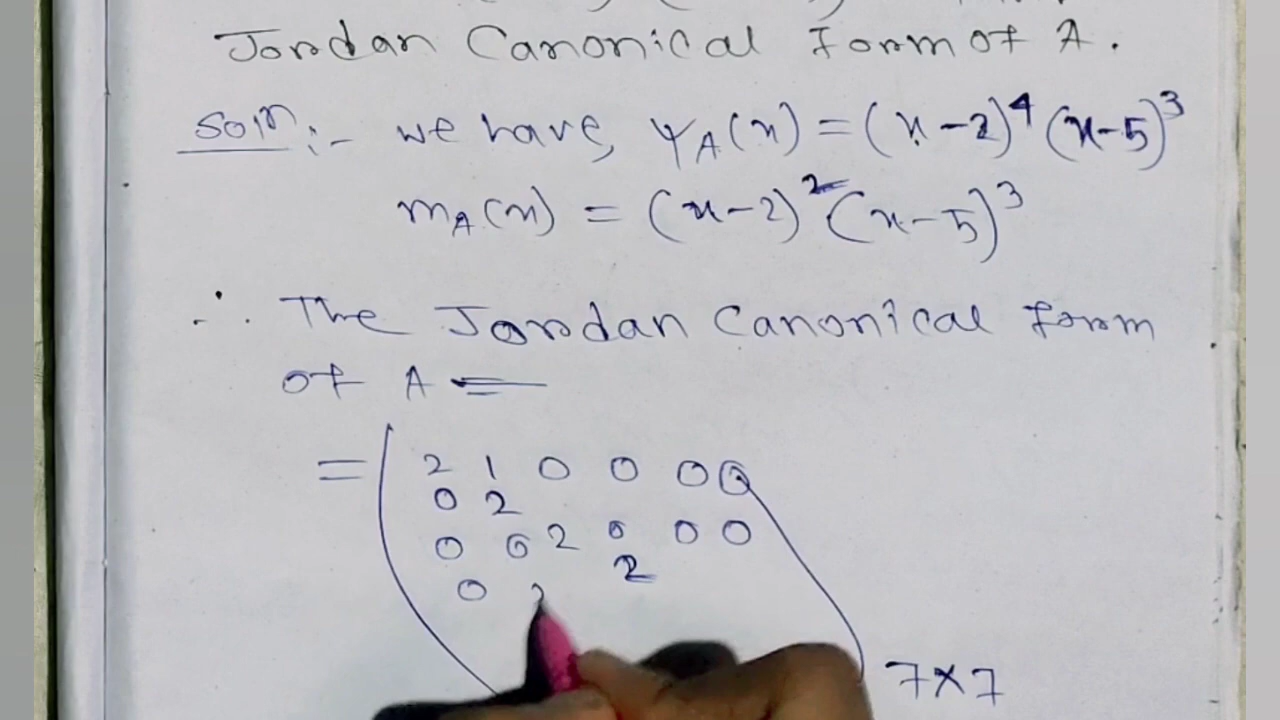 Jordan Canonical Form of A.
Soln :- we have, ψA(x) = (x-2)⁴ (x-5)³
mA(x) = (x-2)² (x-5)³
∴ The Jordan Canonical form
of A =
= ( 2 1 0 0 0 0
0 2
0 0 2 0 0 0
2
0
) 7×7